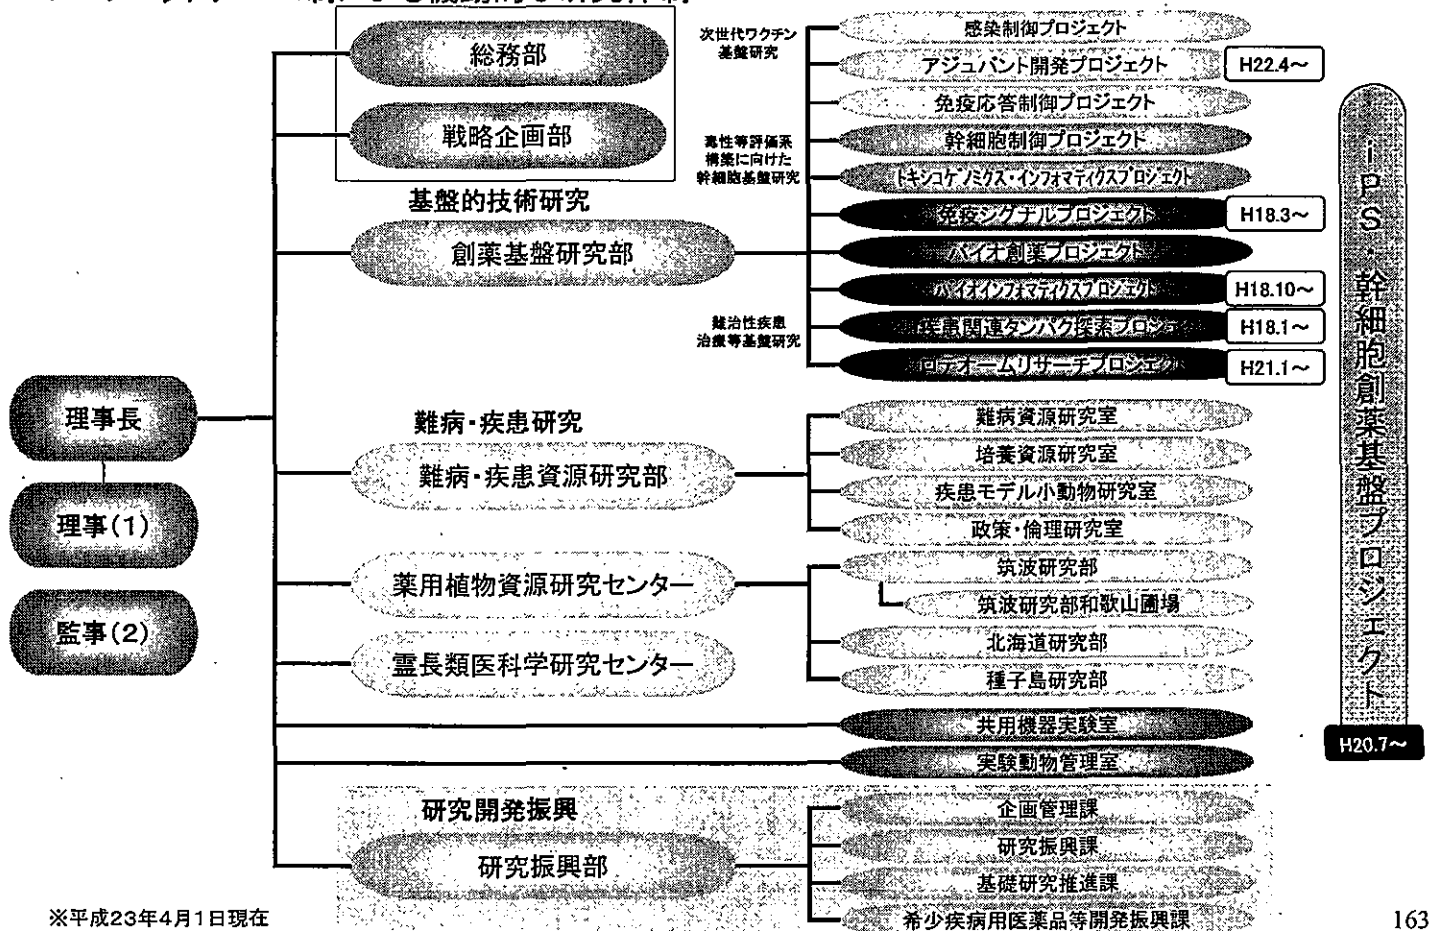 総務部
戦略企画部
基盤的技術研究
創薬基盤研究部
次世代ワクチン
基盤研究
感染制御プロジェクト
アジュバント開発プロジェクト
H22.4～
免疫応答制御プロジェクト
毒性等評価系
構築に向けた
幹細胞基盤研究
幹細胞制御プロジェクト
トキシコゲノミクス・インフォマティクスプロジェクト
免疫シグナルプロジェクト
H18.3～
バイオ創薬プロジェクト
バイオインフォマティクスプロジェクト
H18.10～
難治性疾患
治療等基盤研究
疾患関連タンパク探索プロジェ
H18.1～
ロテオームリサーチプロジェクト
H21.1～
理事長
理事(1)
監事(2)
難病・疾患研究
難病・疾患資源研究部
難病資源研究室
培養資源研究室
疾患モデル小動物研究室
政策・倫理研究室
薬用植物資源研究センター
筑波研究部
筑波研究部和歌山圃場
北海道研究部
種子島研究部
霊長類医科学研究センター
共用機器実験室
実験動物管理室
研究開発振興
研究振興部
企画管理課
研究振興課
基礎研究推進課
希少疾病用医薬品等開発振興課
iPS・幹細胞創薬基盤プロジェクト
H20.7～
※平成23年4月1日現在
163